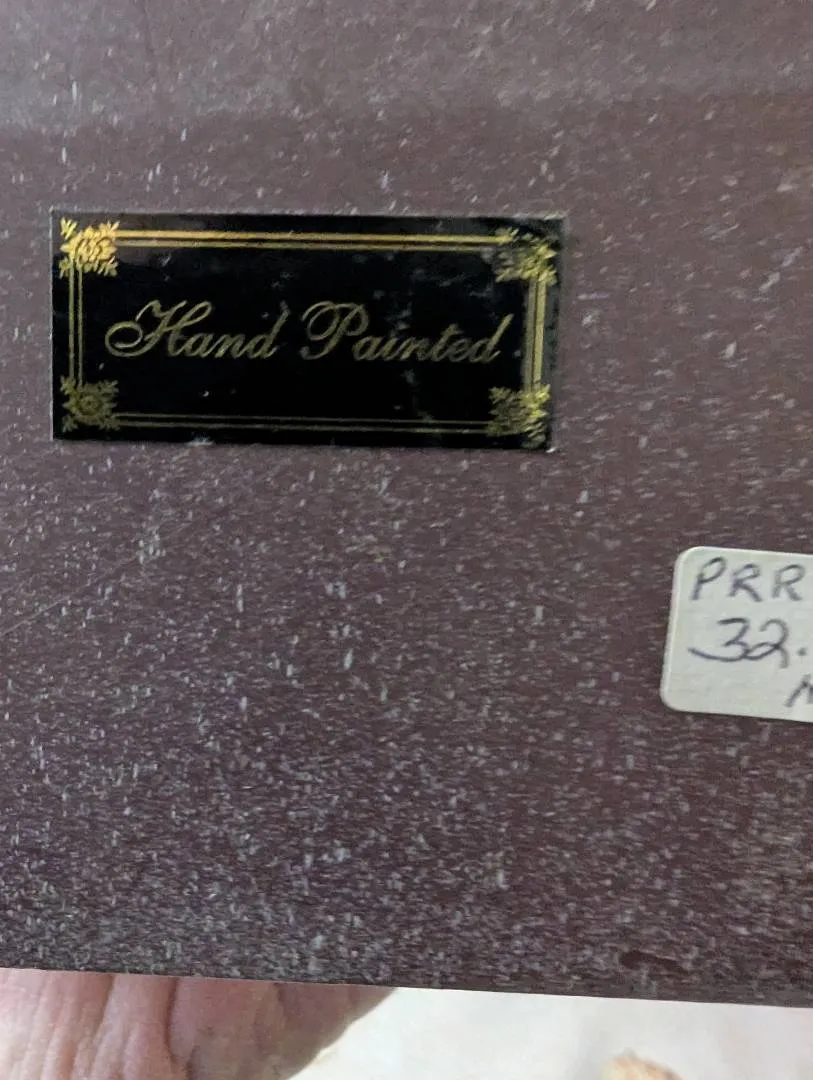 Hand Painted
PRR
32.